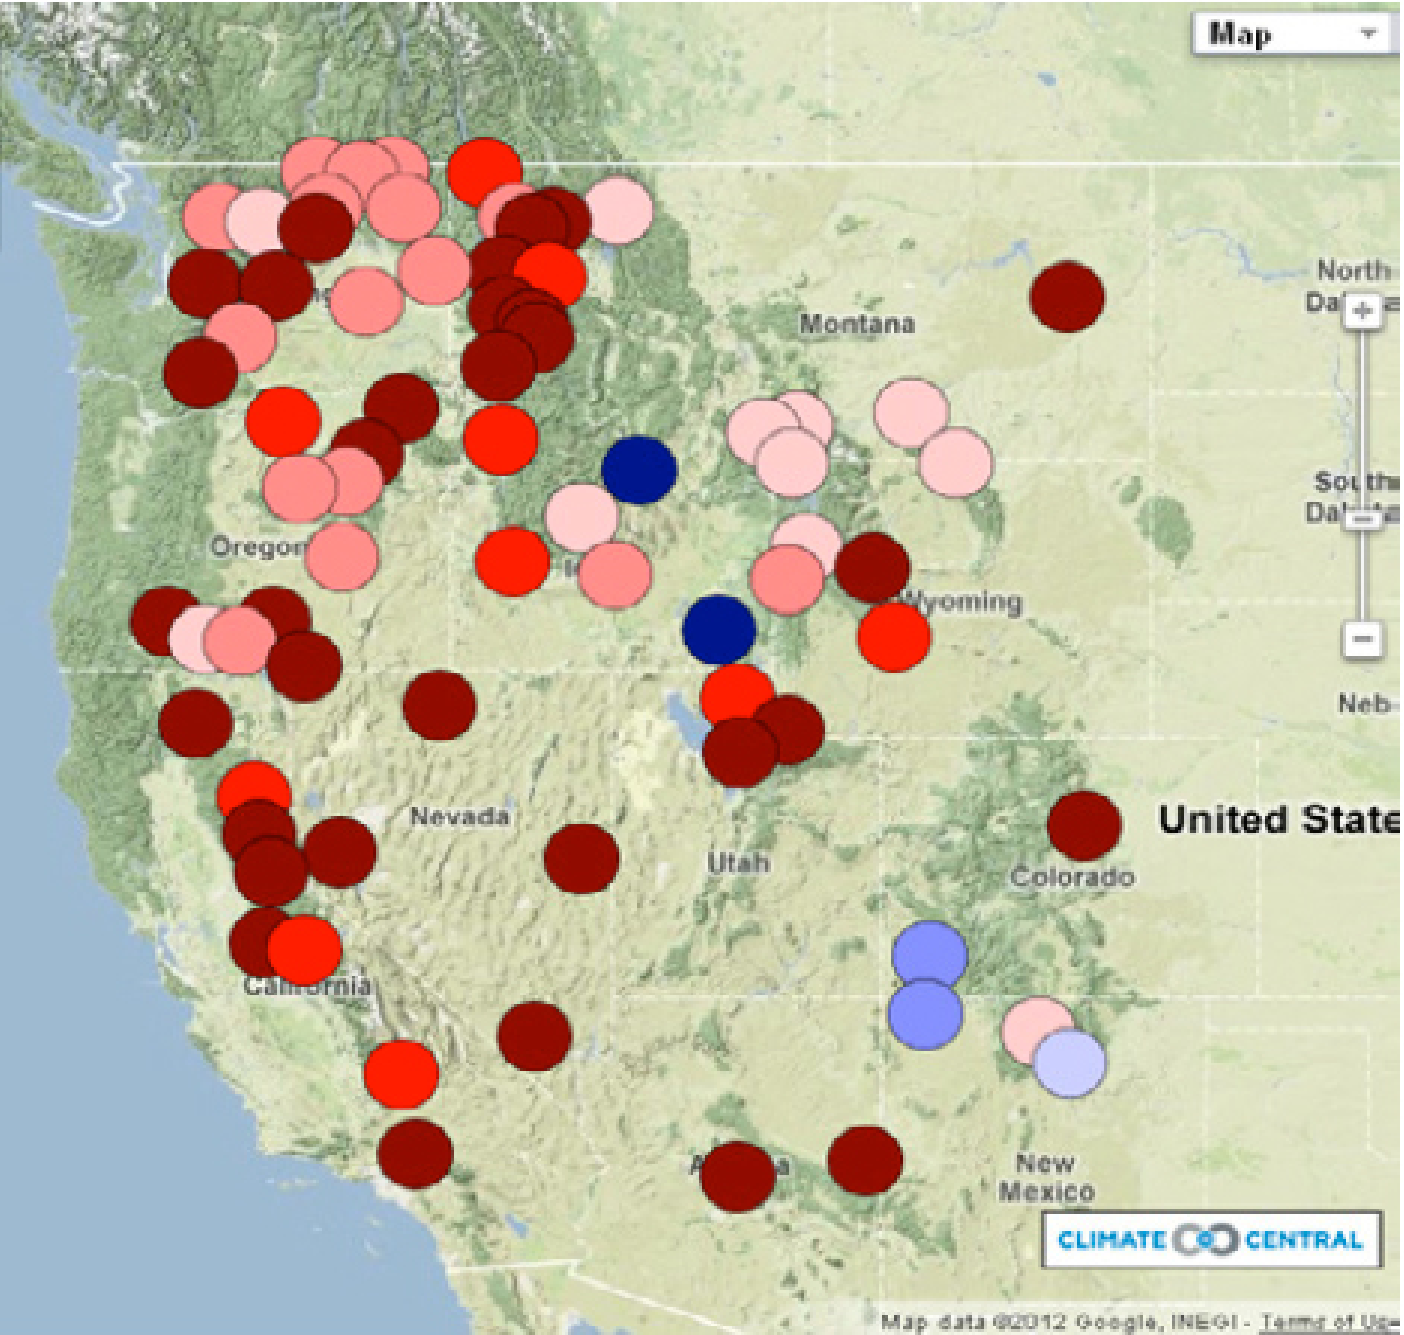 Map
North
Montana
Oregon
Wyoming
Neb-
Nevada
United State
Utah
Colorado
California
New
Mexico
CLIMATE CENTRAL
Map data ©2012 Google, INEGI - Terms of Use